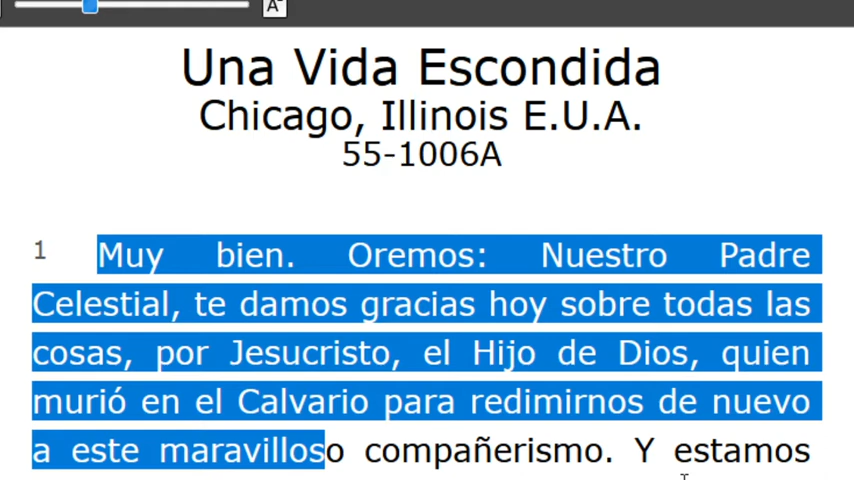 A
Una Vida Escondida
Chicago, Illinois E.U.A.
55-1006A
1 Muy bien. Oremos: Nuestro Padre
Celestial, te damos gracias hoy sobre todas las
cosas, por Jesucristo, el Hijo de Dios, quien
murió en el Calvario para redimirnos de nuevo
a este maravilloso compañerismo. Y estamos